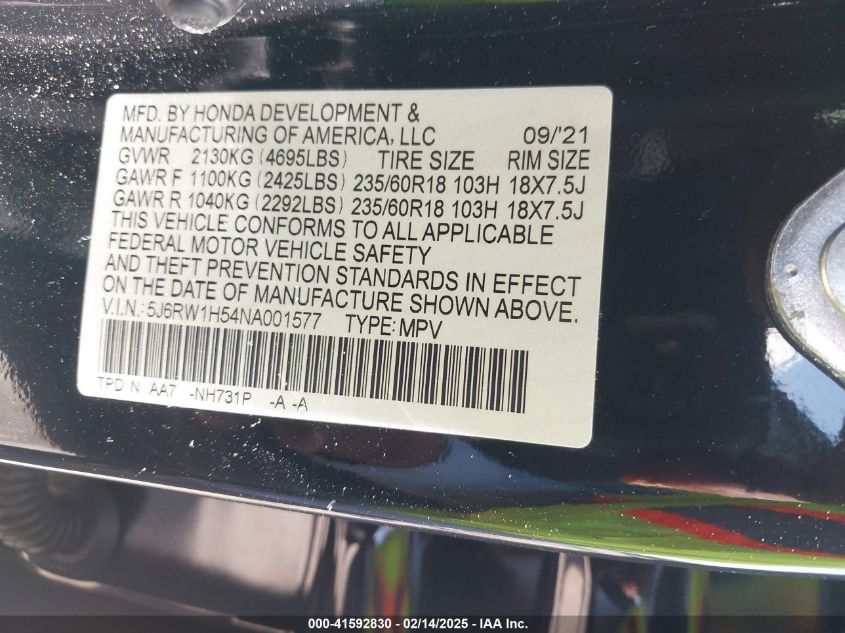 MFD. BY HONDA DEVELOPMENT &
MANUFACTURING OF AMERICA, LLC 09/'21
GVWR 2130KG (4695LBS) TIRE SIZE RIM SIZE
GAWR F 1100KG (2425LBS) 235/60R18 103H 18X7.5J
GAWR R 1040KG (2292LBS) 235/60R18 103H 18X7.5J
THIS VEHICLE CONFORMS TO ALL APPLICABLE
FEDERAL MOTOR VEHICLE SAFETY
AND THEFT PREVENTION STANDARDS IN EFFECT
ON THE DATE OF MANUFACTURE SHOWN ABOVE.
V.I.N.: 5J6RW1H54NA001577 TYPE: MPV
TPD N AA7 -NH731P -A -A
000-41592830 - 02/14/2025 - IAA Inc.